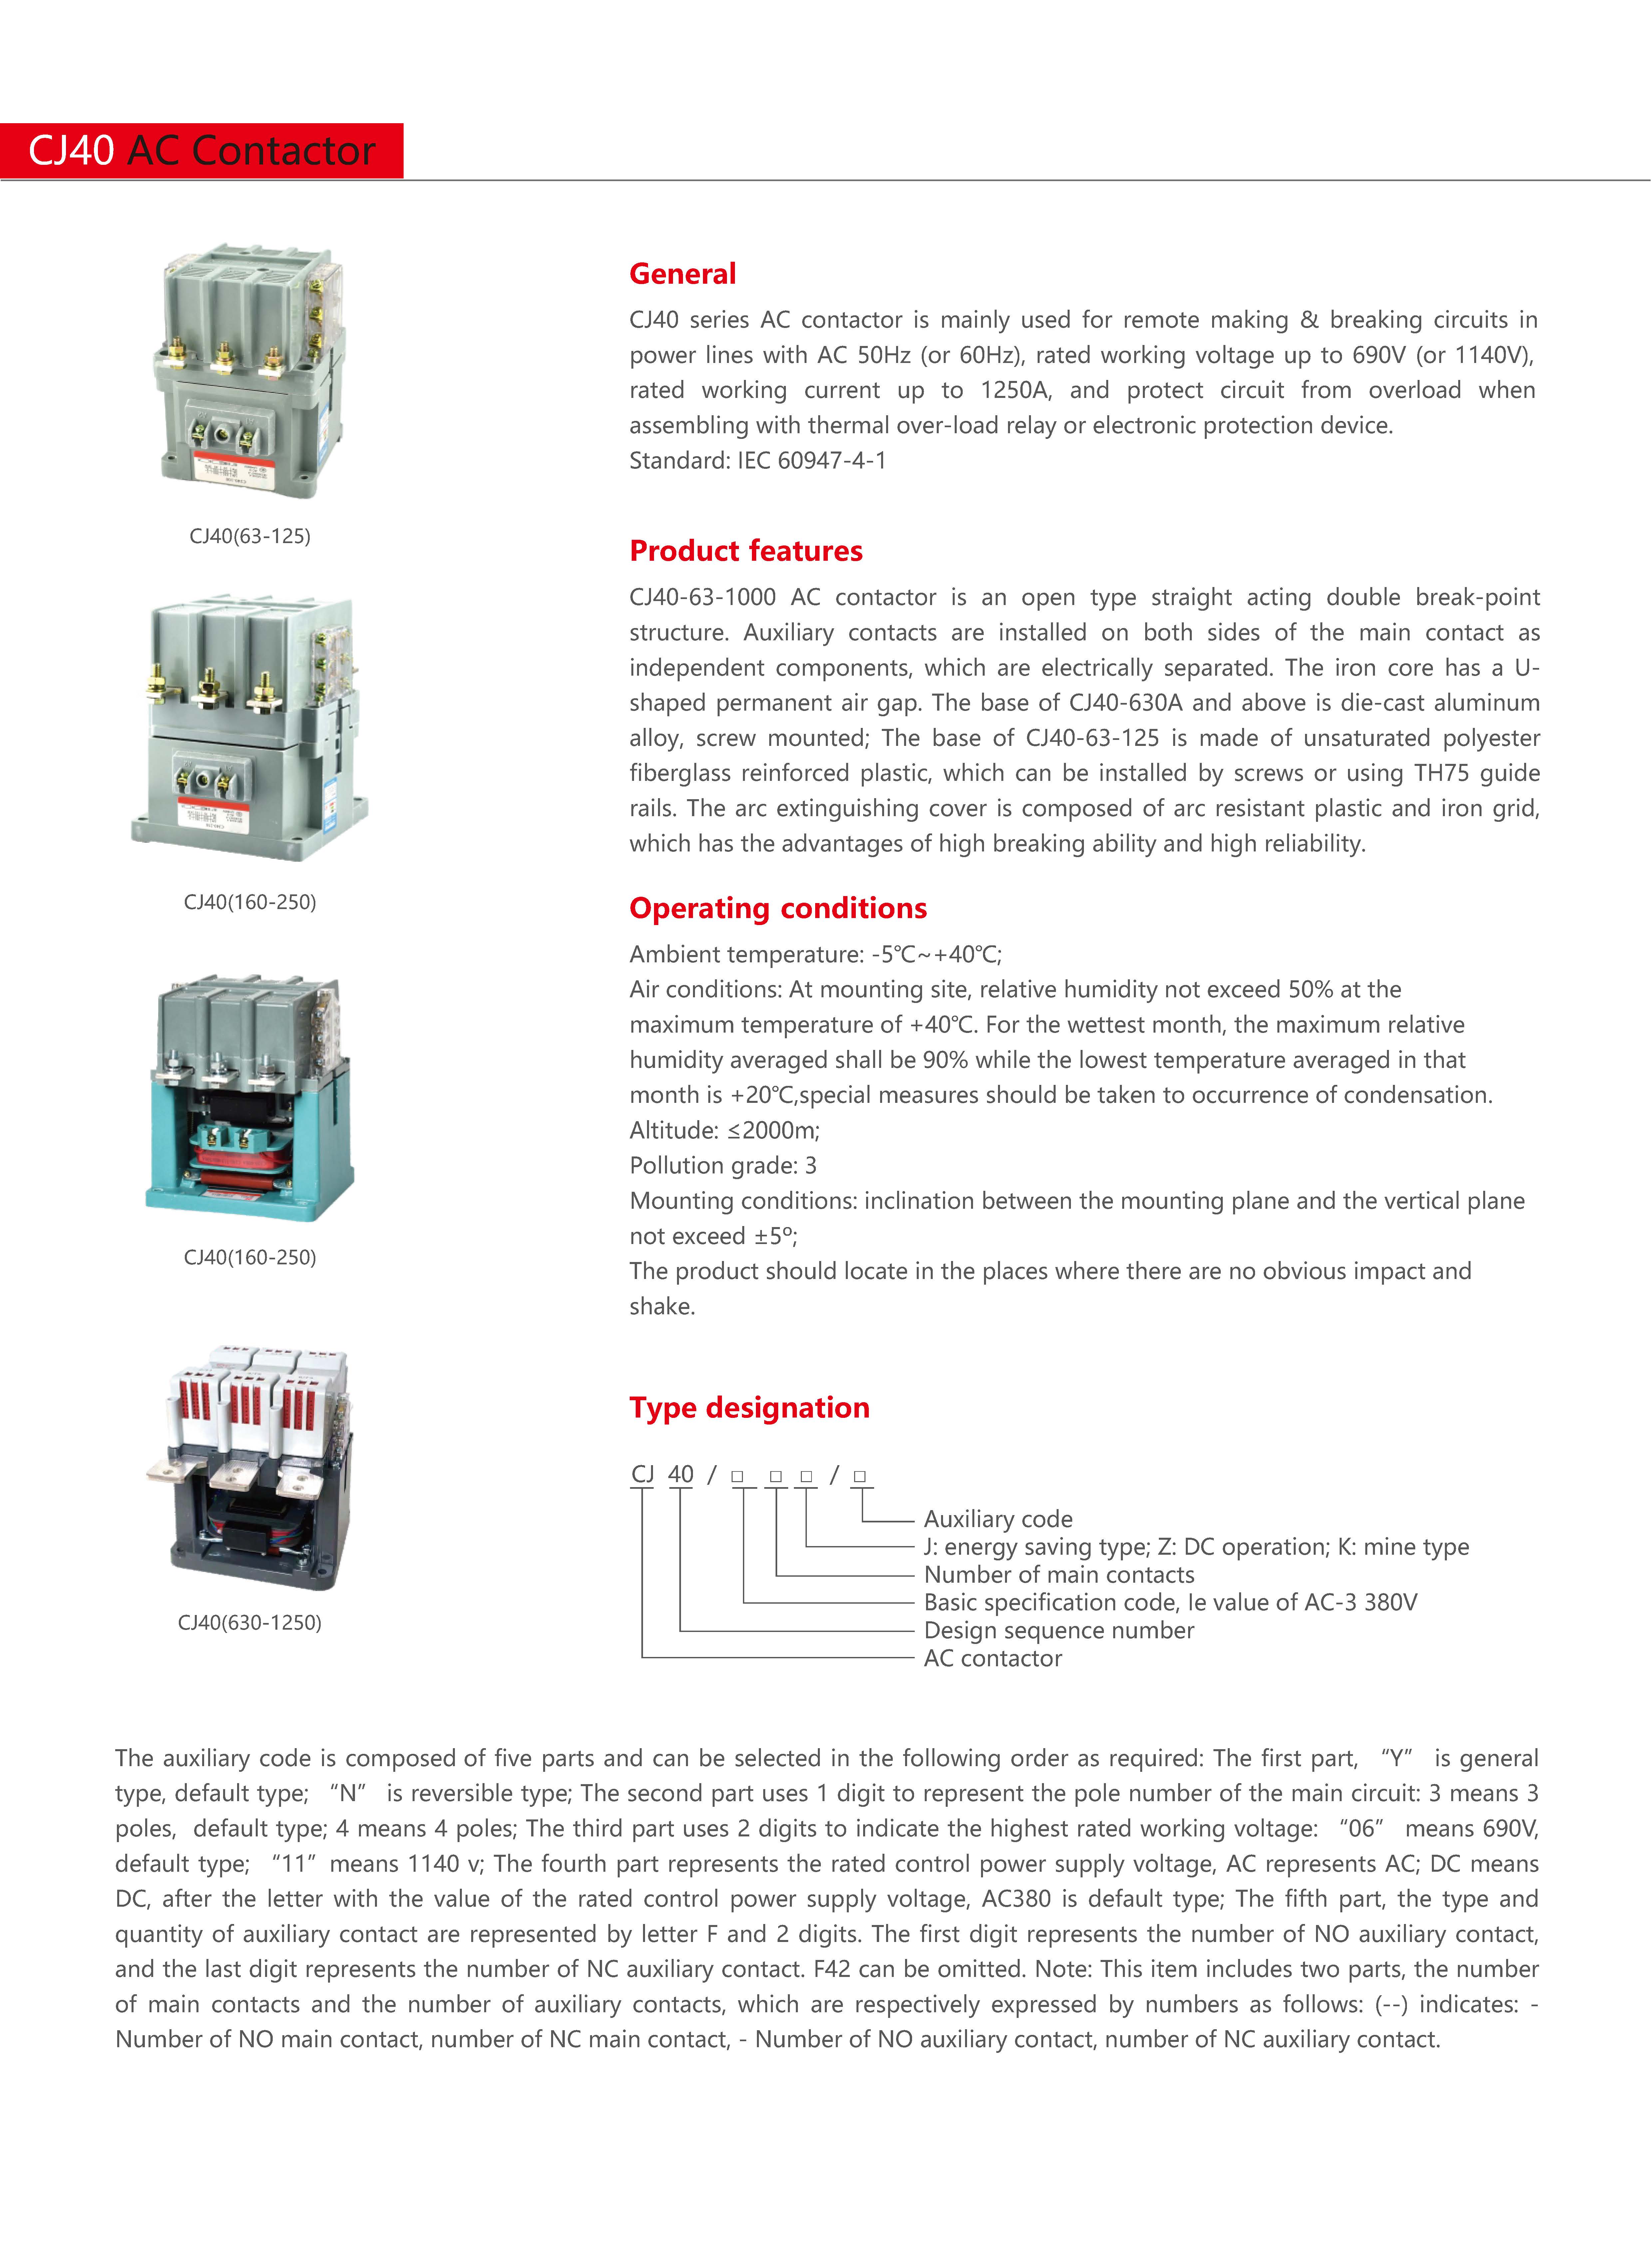 CJ40 AC Contactor
General
CJ40 series AC contactor is mainly used for remote making & breaking circuits in
power lines with AC 50Hz (or 60Hz), rated working voltage up to 690V (or 1140V),
rated working current up to 1250A, and protect circuit from overload when
assembling with thermal over-load relay or electronic protection device.
Standard: IEC 60947-4-1
CJ40(63-125)
Product features
CJ40-63-1000 AC contactor is an open type straight acting double break-point
structure. Auxiliary contacts are installed on both sides of the main contact as
independent components, which are electrically separated. The iron core has a U-
shaped permanent air gap. The base of CJ40-630A and above is die-cast aluminum
alloy, screw mounted; The base of CJ40-63-125 is made of unsaturated polyester
fiberglass reinforced plastic, which can be installed by screws or using TH75 guide
rails. The arc extinguishing cover is composed of arc resistant plastic and iron grid,
which has the advantages of high breaking ability and high reliability.
CJ40(160-250)
Operating conditions
Ambient temperature: -5℃~+40℃;
Air conditions: At mounting site, relative humidity not exceed 50% at the
maximum temperature of +40℃. For the wettest month, the maximum relative
humidity averaged shall be 90% while the lowest temperature averaged in that
month is +20℃,special measures should be taken to occurrence of condensation.
Altitude: ≤2000m;
Pollution grade: 3
Mounting conditions: inclination between the mounting plane and the vertical plane
not exceed ±5º;
The product should locate in the places where there are no obvious impact and
shake.
CJ40(160-250)
Type designation
CJ 40 / □ □ □ / □
Auxiliary code
J: energy saving type; Z: DC operation; K: mine type
Number of main contacts
Basic specification code, Ie value of AC-3 380V
Design sequence number
AC contactor
CJ40(630-1250)
The auxiliary code is composed of five parts and can be selected in the following order as required: The first part, “Y” is general
type, default type; “N” is reversible type; The second part uses 1 digit to represent the pole number of the main circuit: 3 means 3
poles, default type; 4 means 4 poles; The third part uses 2 digits to indicate the highest rated working voltage: “06” means 690V,
default type; “11” means 1140 v; The fourth part represents the rated control power supply voltage, AC represents AC; DC means
DC, after the letter with the value of the rated control power supply voltage, AC380 is default type; The fifth part, the type and
quantity of auxiliary contact are represented by letter F and 2 digits. The first digit represents the number of NO auxiliary contact,
and the last digit represents the number of NC auxiliary contact. F42 can be omitted. Note: This item includes two parts, the number
of main contacts and the number of auxiliary contacts, which are respectively expressed by numbers as follows: (--) indicates: -
Number of NO main contact, number of NC main contact, - Number of NO auxiliary contact, number of NC auxiliary contact.